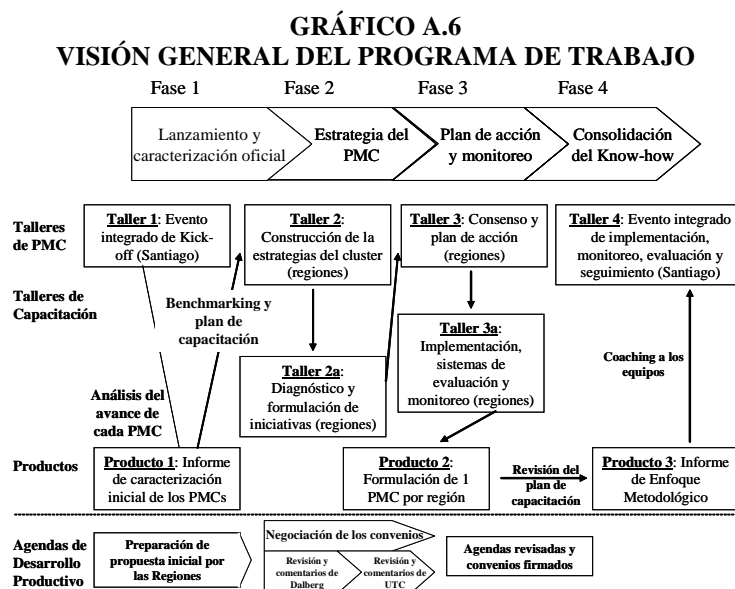 GRÁFICO A.6
VISIÓN GENERAL DEL PROGRAMA DE TRABAJO
Fase 1
Fase 2
Fase 3
Fase 4
Lanzamiento y
caracterización oficial
Estrategia del
PMC
Plan de acción
y monitoreo
Consolidación
del Know-how
Talleres
de PMC
Taller 1: Evento
integrado de Kick-
off (Santiago)
Taller 2:
Construcción de la
estrategias del cluster
(regiones)
Taller 3: Consenso y
plan de acción
(regiones)
Taller 4: Evento integrado
de implementación,
monitoreo, evaluación y
seguimiento (Santiago)
Talleres de
Capacitación
Benchmarking y
plan de
capacitación
Taller 2a:
Diagnóstico y
formulación de
iniciativas (regiones)
Taller 3a:
Implementación,
sistemas de
evaluación y
monitoreo (regiones)
Coaching a los
equipos
Análisis del
avance de
cada PMC
Productos
Producto 1: Informe
de caracterización
inicial de los PMCs
Producto 2:
Formulación de 1
PMC por región
Revisión del
plan de
capacitación
Producto 3: Informe
de Enfoque
Metodológico
Agendas de
Desarrollo
Productivo
Preparación de
propuesta inicial por
las Regiones
Negociación de los convenios
Revisión y
comentarios de
Dalberg
Revisión y
comentarios de
UTC
Agendas revisadas y
convenios firmados